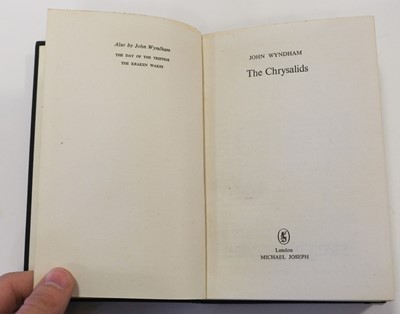 Also by John Wyndham
THE DAY OF THE TRIFFIDS
THE KRAKEN WAKES
JOHN WYNDHAM
The Chrysalids
London
MICHAEL JOSEPH